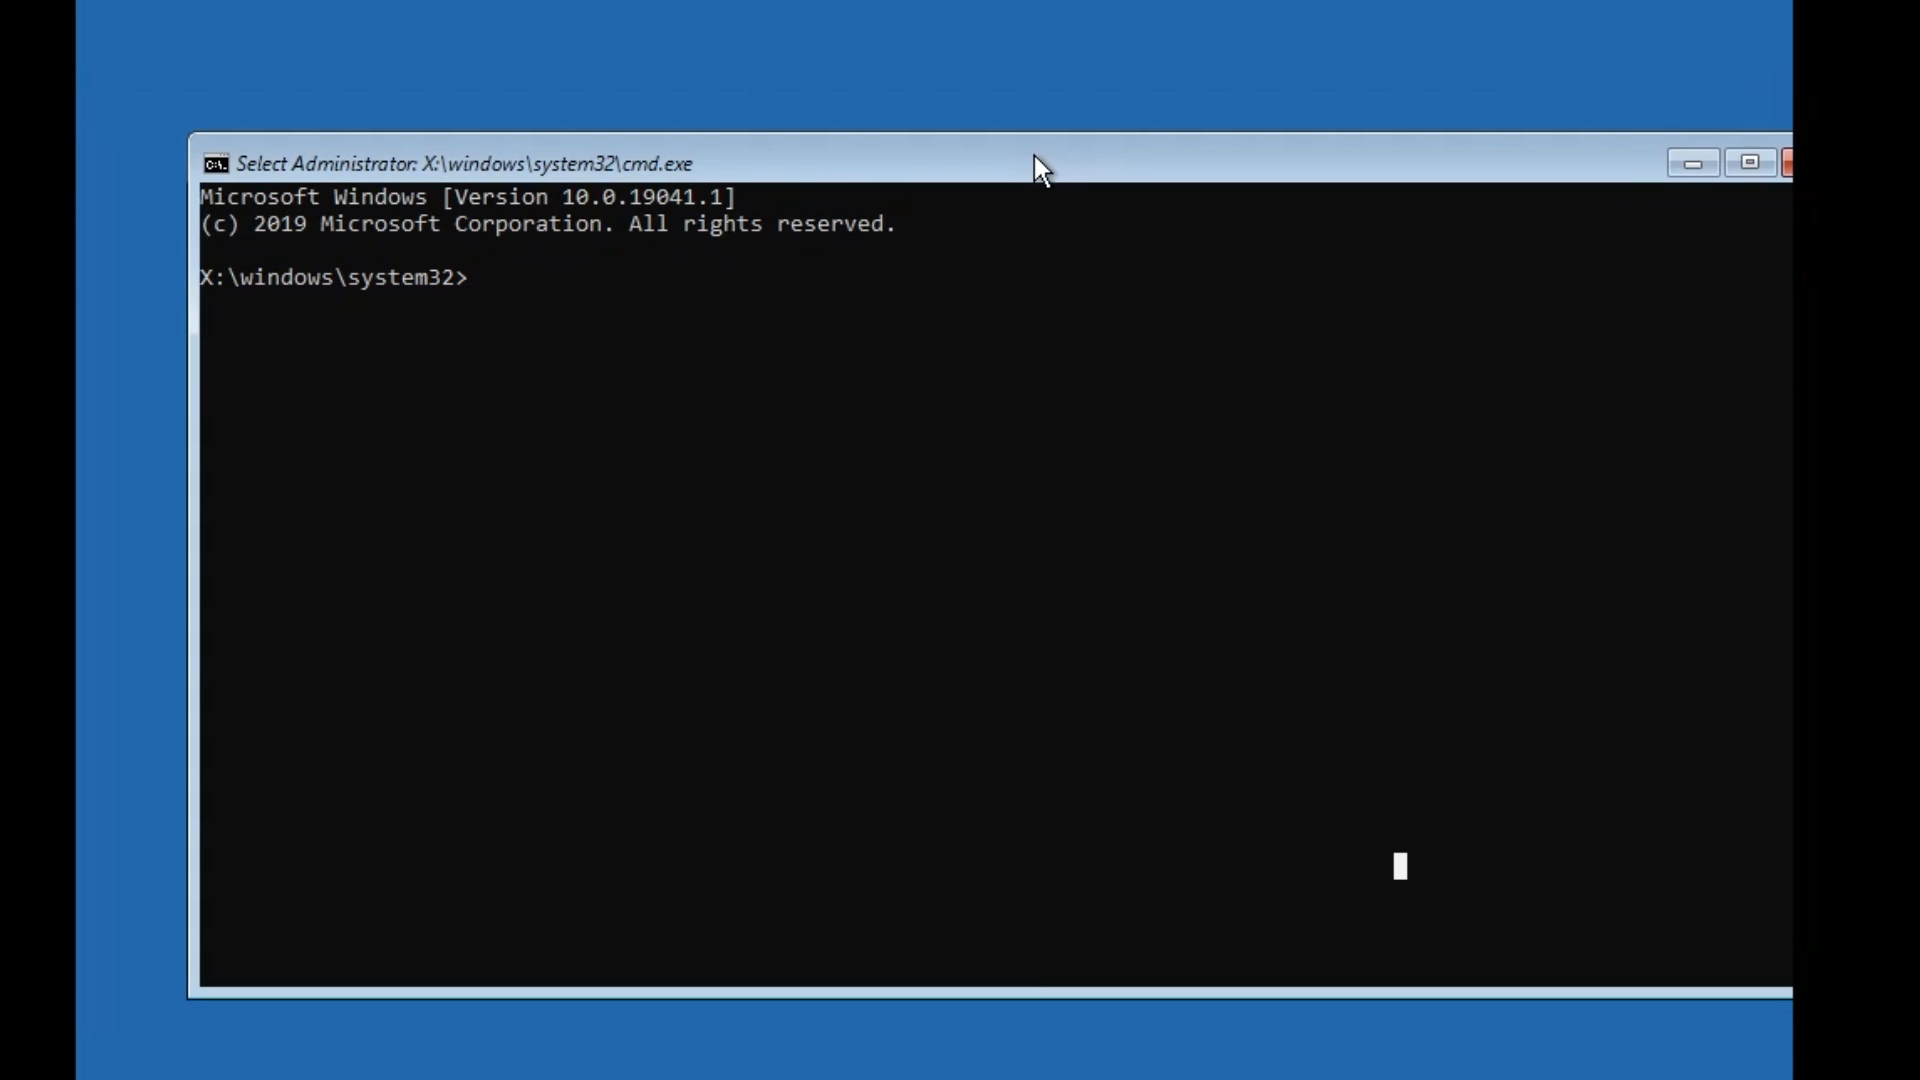 Select Administrator: X:\windows\system32\cmd.exe
Microsoft Windows [Version 10.0.19041.1]
(c) 2019 Microsoft Corporation. All rights reserved.
X:\windows\system32>